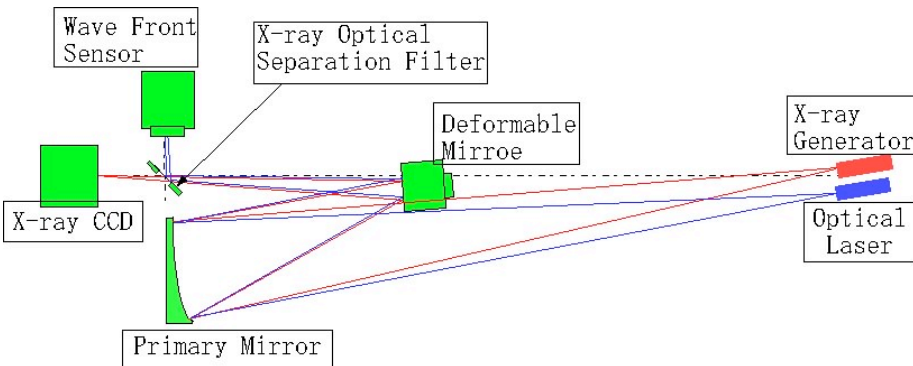 Wave Front
Sensor
X-ray Optical
Separation Filter
Deformable
Mirroe
X-ray
Generator
X-ray CCD
Optical
Laser
Primary Mirror